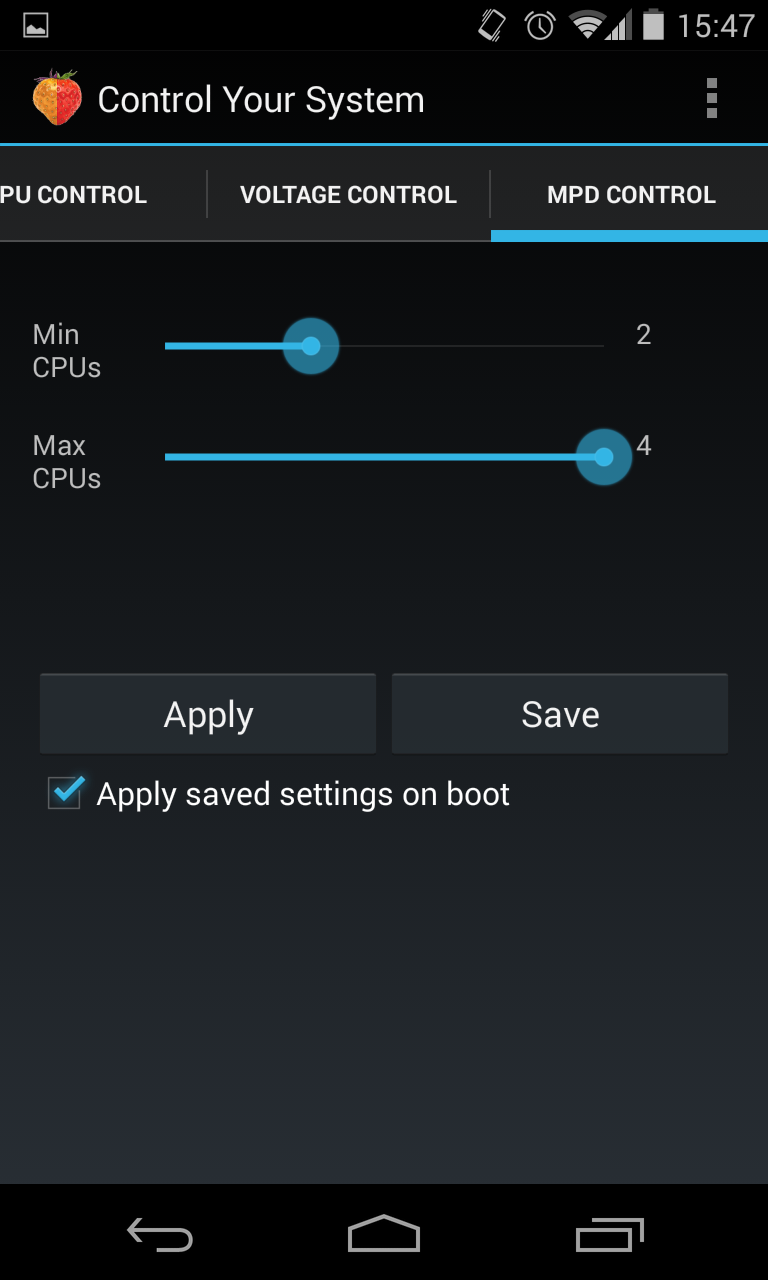 15:47
Control Your System
PU CONTROL
VOLTAGE CONTROL
MPD CONTROL
Min
CPUs
2
Max
CPUs
4
Apply
Save
Apply saved settings on boot